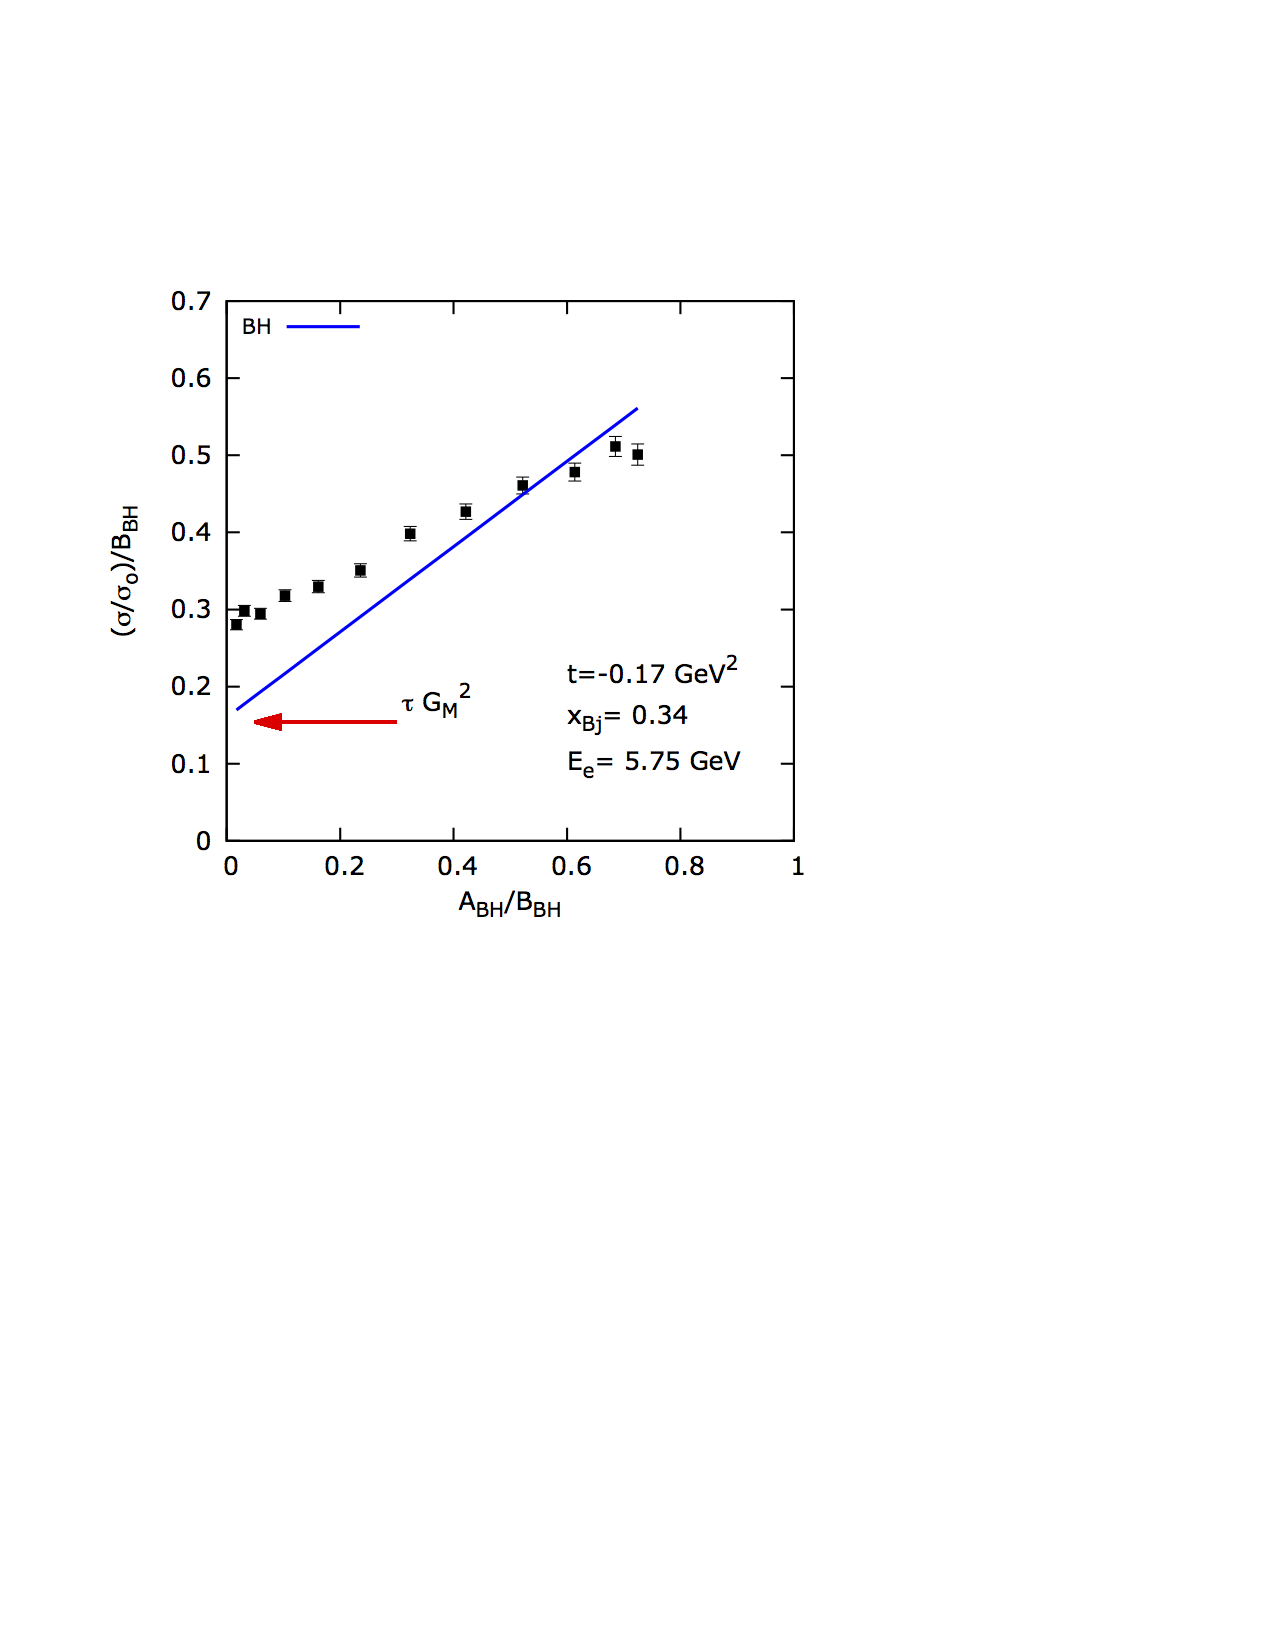 0.7
BH
0.6
0.5
0.4
0.3
0.2
0.1
0
(σ/σo)/BBH
τ GM2
t=-0.17 GeV2
xBj= 0.34
Ee= 5.75 GeV
0 0.2 0.4 0.6 0.8 1
ABH/BBH